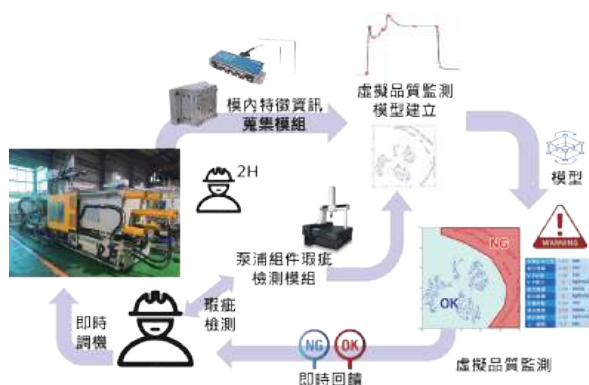 模內特徵資訊
蒐集模組
虛擬品質監測
模型建立
2H
模型
泵浦組件瑕疵
檢測模組
WARNING
NG
OK
瑕疵
檢測
即時
調機
NG
OK
即時回饋
虛擬品質監測